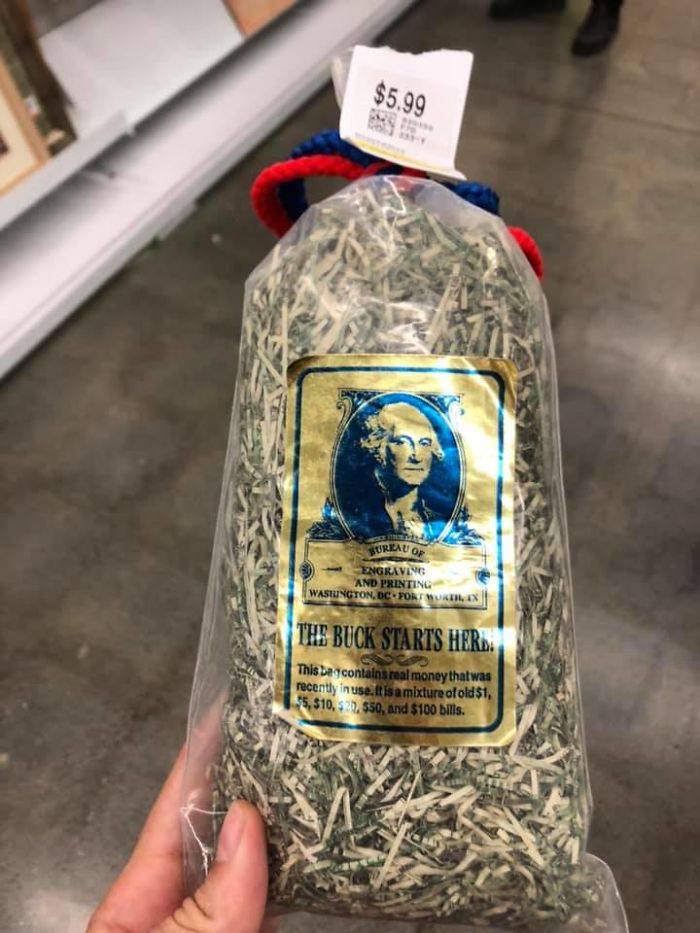 $5.99
BUREAU OF
ENGRAVING
AND PRINTING
WASHINGTON, DC • FORT WORTH, TX
THE BUCK STARTS HERE!
This bag contains real money that was
recently in use. It is a mixture of old $1,
$5, $10, $20, $50, and $100 bills.